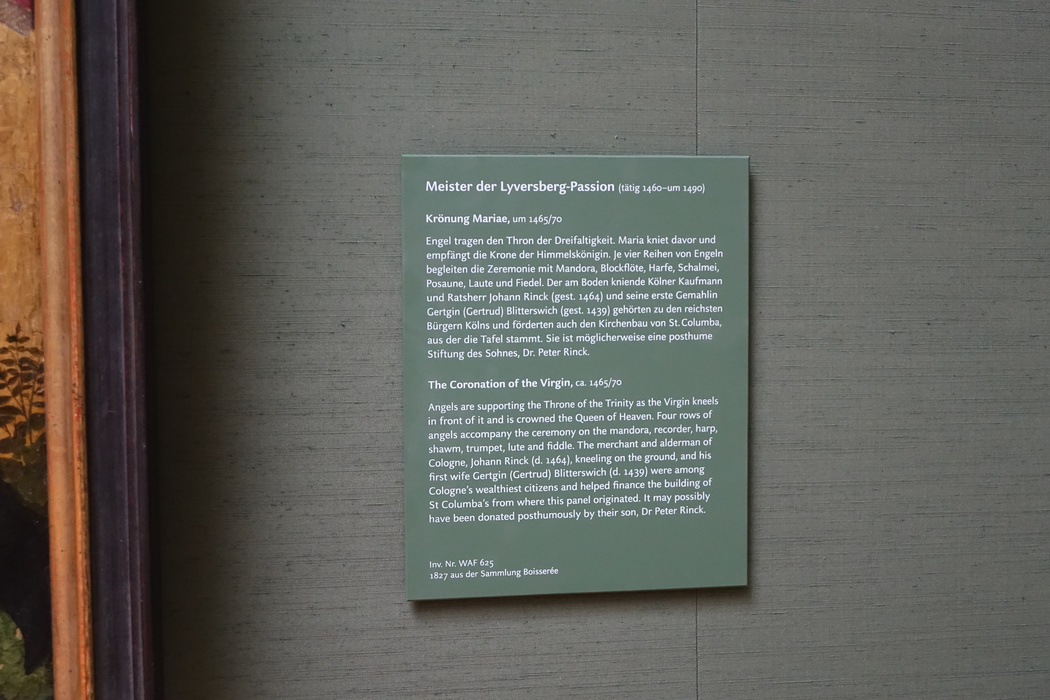 Meister der Lyversberg-Passion (tätig 1460–um 1490)
Krönung Mariae, um 1465/70
Engel tragen den Thron der Dreifaltigkeit. Maria kniet davor und
empfängt die Krone der Himmelskönigin. Je vier Reihen von Engeln
begleiten die Zeremonie mit Mandora, Blockflöte, Harfe, Schalmei,
Posaune, Laute und Fiedel. Der am Boden kniende Kölner Kaufmann
und Ratsherr Johann Rinck (gest. 1464) und seine erste Gemahlin
Gertgin (Gertrud) Blitterswich (gest. 1439) gehörten zu den reichsten
Bürgern Kölns und förderten auch den Kirchenbau von St. Columba,
aus der die Tafel stammt. Sie ist möglicherweise eine posthume
Stiftung des Sohnes, Dr. Peter Rinck.
The Coronation of the Virgin, ca. 1465/70
Angels are supporting the Throne of the Trinity as the Virgin kneels
in front of it and is crowned the Queen of Heaven. Four rows of
angels accompany the ceremony on the mandora, recorder, harp,
shawm, trumpet, lute and fiddle. The merchant and alderman of
Cologne, Johann Rinck (d. 1464), kneeling on the ground, and his
first wife Gertgin (Gertrud) Blitterswich (d. 1439) were among
Cologne's wealthiest citizens and helped finance the building of
St Columba's from where this panel originated. It may possibly
have been donated posthumously by their son, Dr Peter Rinck.
Inv. Nr. WAF 625
1827 aus der Sammlung Boisserée